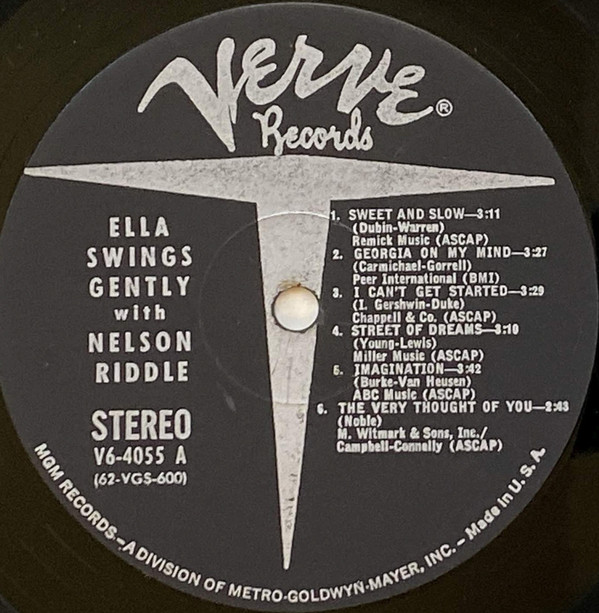 Verve®
Records
ELLA
SWINGS
GENTLY
with
NELSON
RIDDLE
STEREO
V6-4055 A
(62-VGS-600)
1. SWEET AND SLOW—3:11
(Dubin-Warren)
Remick Music (ASCAP)
2. GEORGIA ON MY MIND—3:27
(Carmichael-Gorrell)
Peer International (BMI)
3. I CAN'T GET STARTED—3:29
(I. Gershwin-Duke)
Chappell & Co. (ASCAP)
4. STREET OF DREAMS—3:10
(Young-Lewis)
Miller Music (ASCAP)
5. IMAGINATION—3:42
(Burke-Van Heusen)
ABC Music (ASCAP)
6. THE VERY THOUGHT OF YOU—2:43
(Noble)
M. Witmark & Sons, Inc./
Campbell-Connelly (ASCAP)
MGM RECORDS—A DIVISION OF METRO-GOLDWYN-MAYER, INC. – Made in U. S. A.